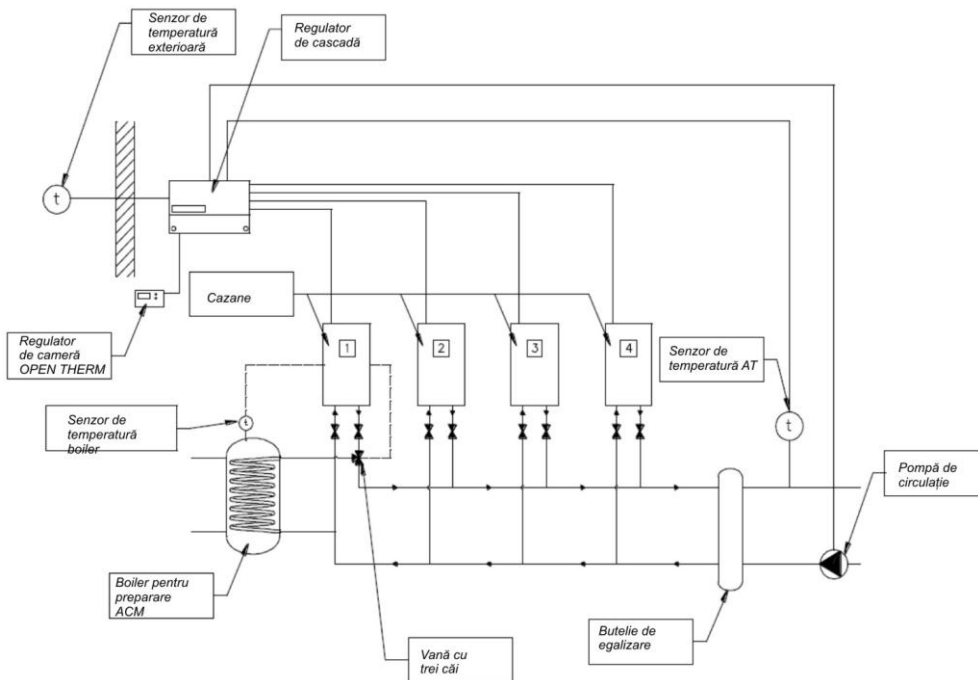 Senzor de
temperatură
exterioară
Regulator
de cascadă
t
Cazane
Regulator
de cameră
OPEN THERM
1
2
3
4
Senzor de
temperatură AT
Senzor de
temperatură
boiler
t
t
Pompă de
circulație
Boiler pentru
preparare
ACM
Vană cu
trei căi
Butelie de
egalizare